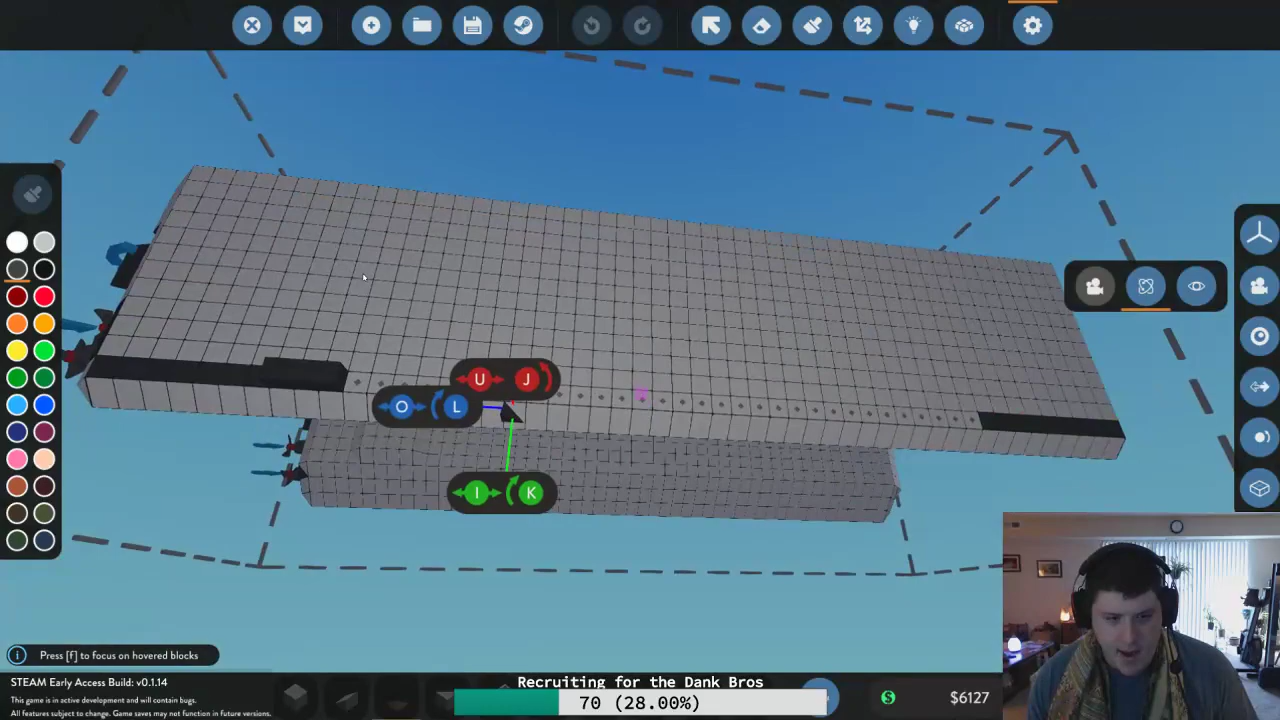 U J
O L
I K
Press [f] to focus on hovered blocks
STEAM Early Access Build: v0.1.14
This game is in active development and will contain bugs.
All features subject to change. Game saves may not function in future versions.
Recruiting for the Dank Bros
70 (28.00%)
$ $6127